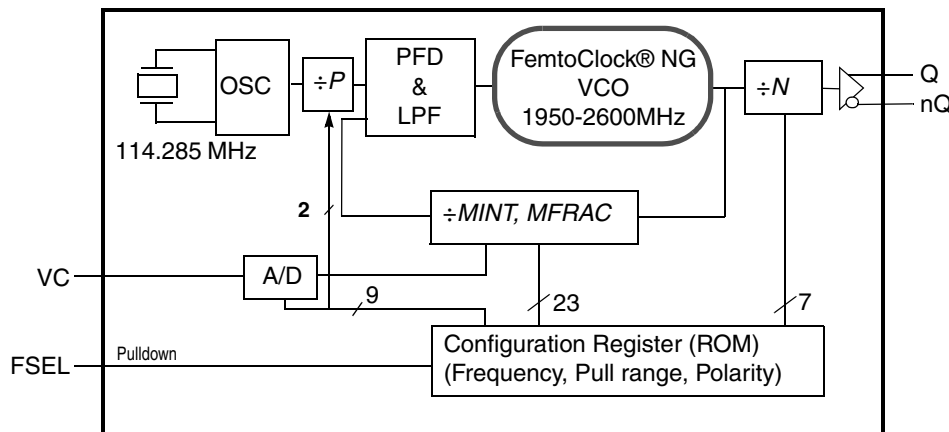 OSC
÷P
PFD
&
LPF
FemtoClock® NG
VCO
1950-2600MHz
÷N
Q
nQ
114.285 MHz
2
÷MINT, MFRAC
VC
A/D
9
23
7
FSEL
Pulldown
Configuration Register (ROM)
(Frequency, Pull range, Polarity)